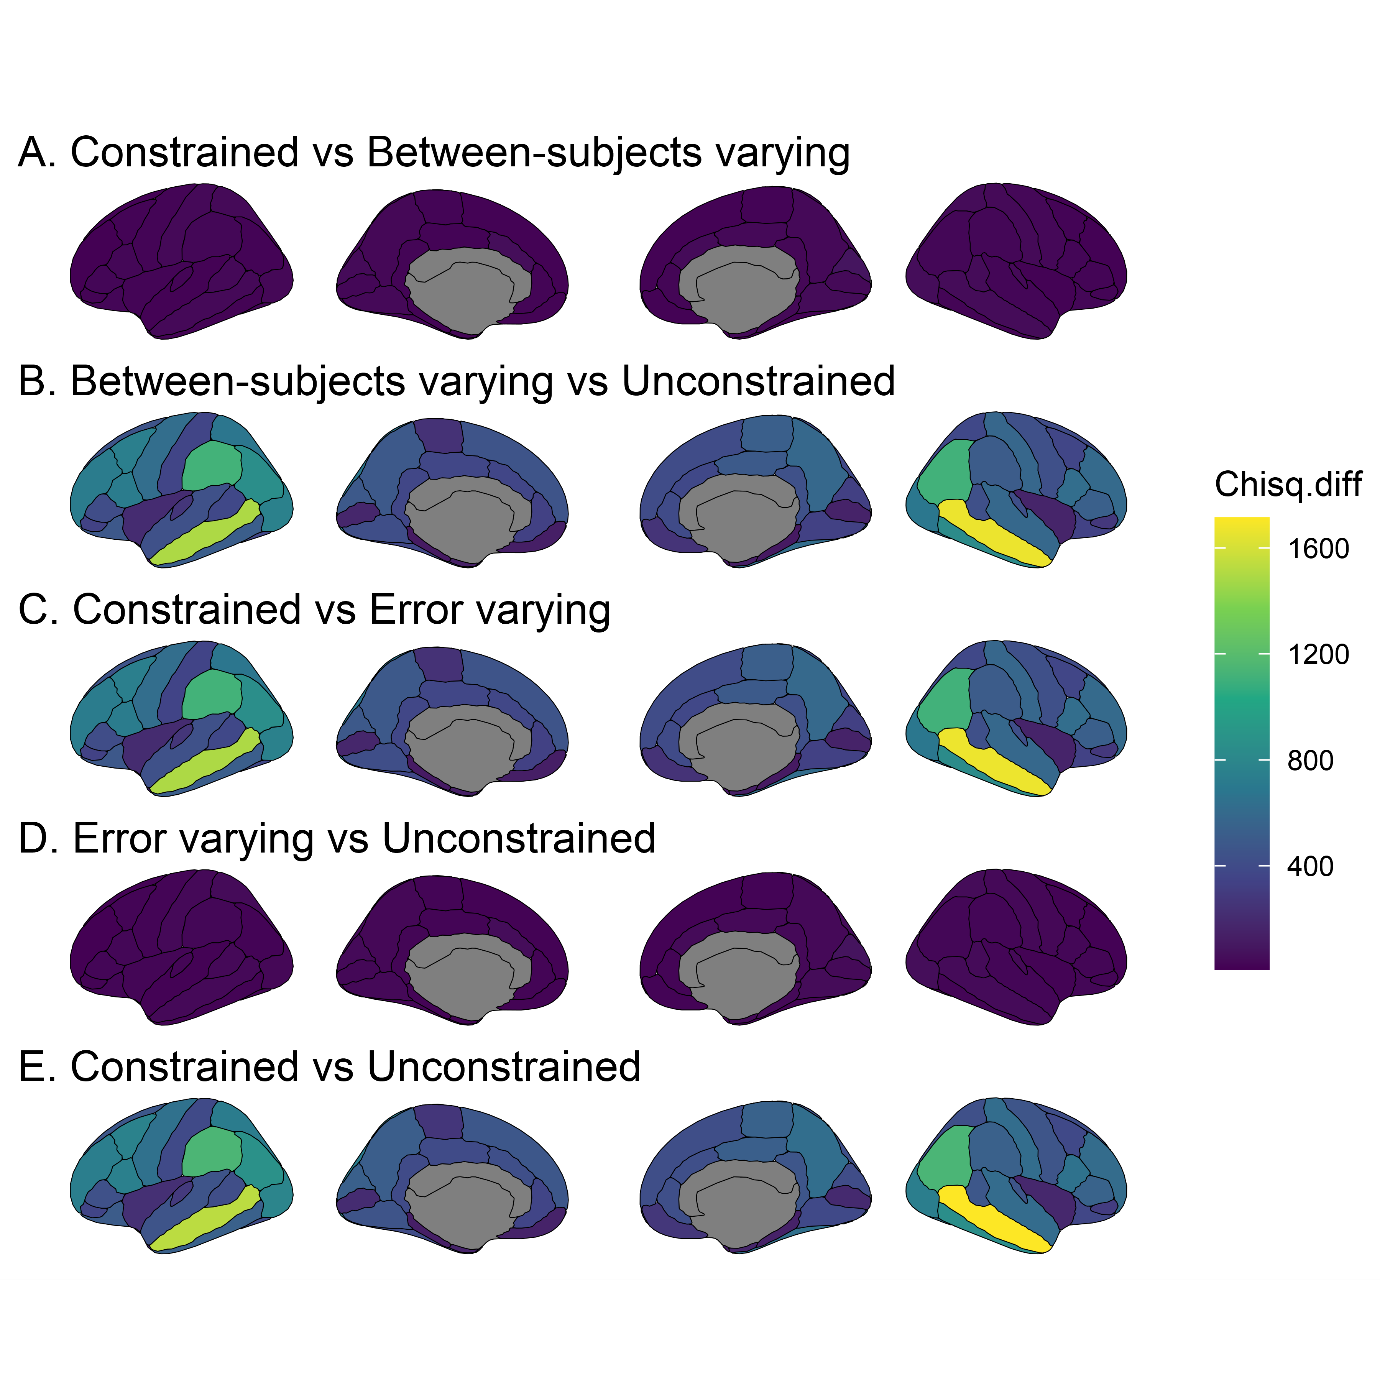 A. Constrained vs Between-subjects varying
B. Between-subjects varying vs Unconstrained
C. Constrained vs Error varying
D. Error varying vs Unconstrained
E. Constrained vs Unconstrained
Chisq.diff
1600
1200
800
400